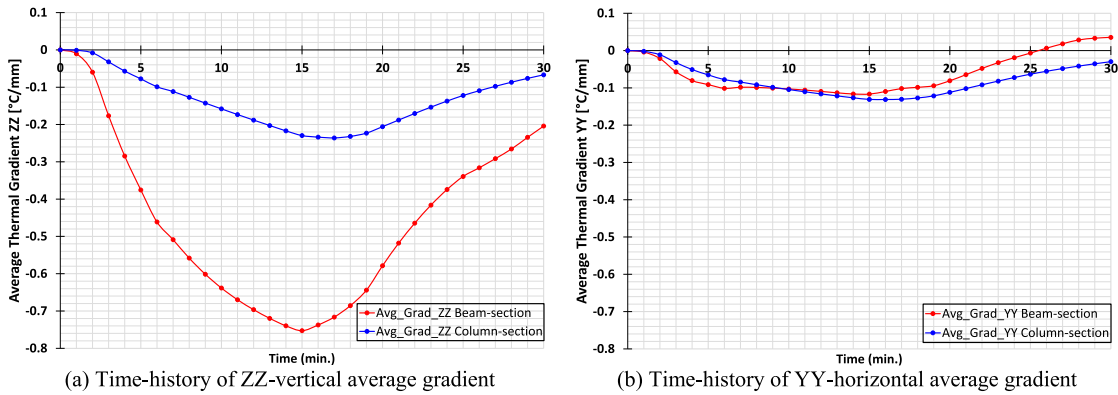 Average Thermal Gradient ZZ [°C/mm]
0.1
0
-0.1
-0.2
-0.3
-0.4
-0.5
-0.6
-0.7
-0.8
0 5 10 15 20 25 30
Avg_Grad_ZZ Beam-section
Avg_Grad_ZZ Column-section
Time (min.)
(a) Time-history of ZZ-vertical average gradient
Average Thermal Gradient YY [°C/mm]
0.1
0
-0.1
-0.2
-0.3
-0.4
-0.5
-0.6
-0.7
-0.8
0 5 10 15 20 25 30
Avg_Grad_YY Beam-section
Avg_Grad_YY Column-section
Time (min.)
(b) Time-history of YY-horizontal average gradient